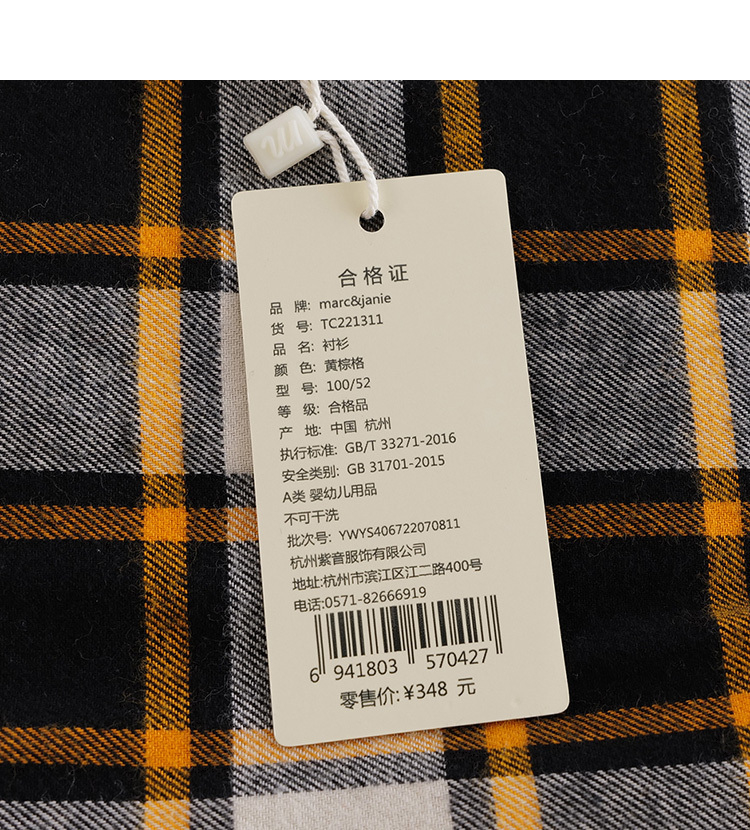 合格证
品 牌: marc&janie
货 号: TC221311
品 名: 衬衫
颜 色: 黄棕格
型 号: 100/52
等 级: 合格品
产 地: 中国 杭州
执行标准: GB/T 33271-2016
安全类别: GB 31701-2015
A类 婴幼儿用品
不可干洗
批次号: YWYS406722070811
杭州紫音服饰有限公司
地址:杭州市滨江区江二路400号
电话:0571-82666919
6 941803 570427
零售价:¥348 元